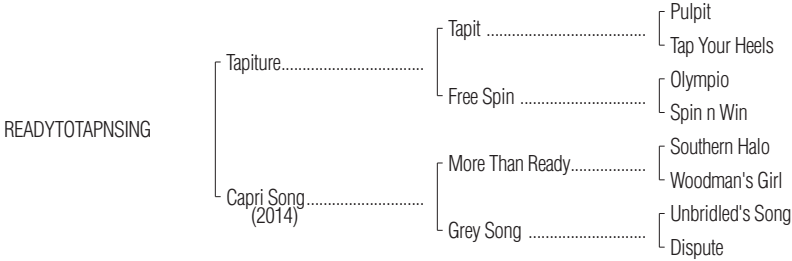 Pulpit
Tapit ....................................
Tap Your Heels
Tapiture................................
Olympio
Free Spin ............................
Spin n Win
READYTOTAPNSING
Southern Halo
More Than Ready.................
Woodman's Girl
Capri Song..........................
(2014)
Unbridled's Song
Grey Song ..........................
Dispute